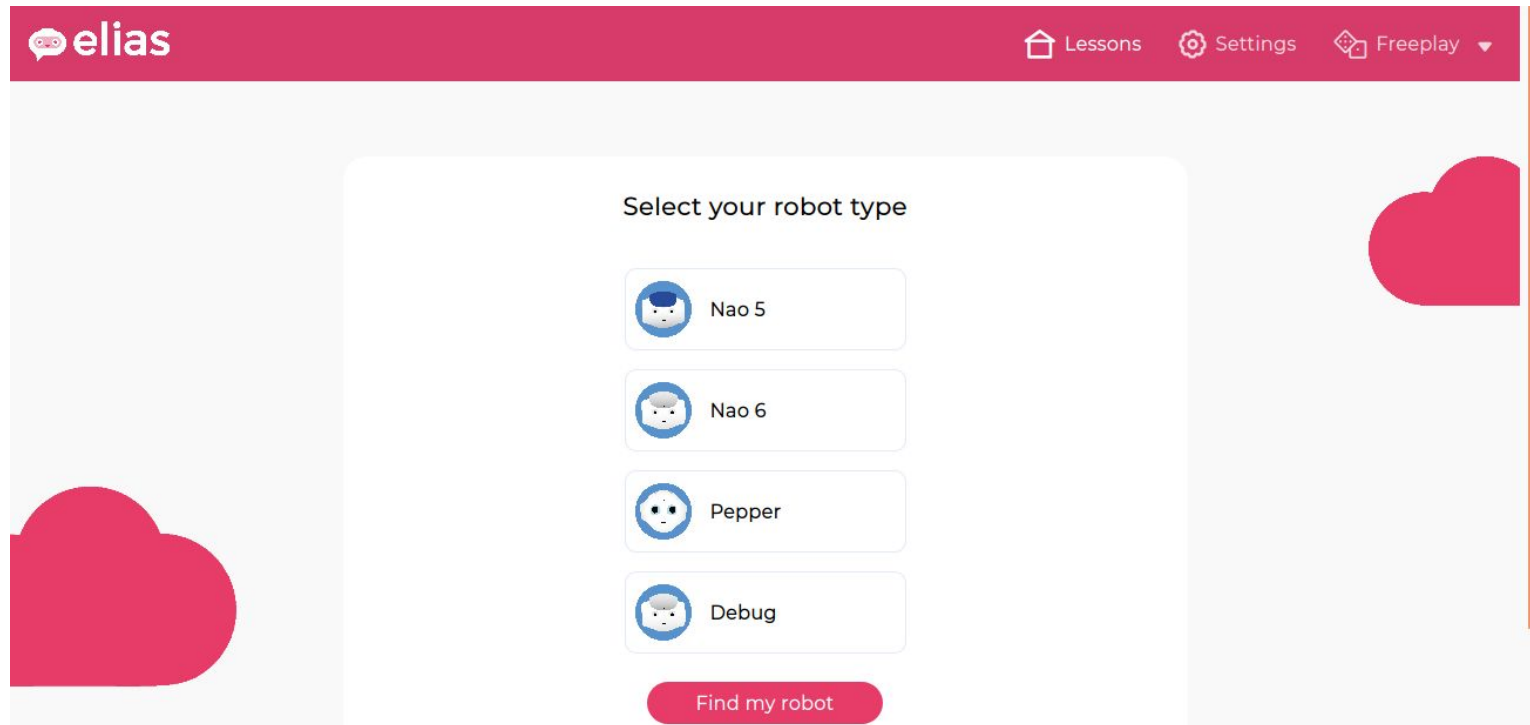 elias
Lessons Settings Freeplay
Select your robot type
Nao 5
Nao 6
Pepper
Debug
Find my robot